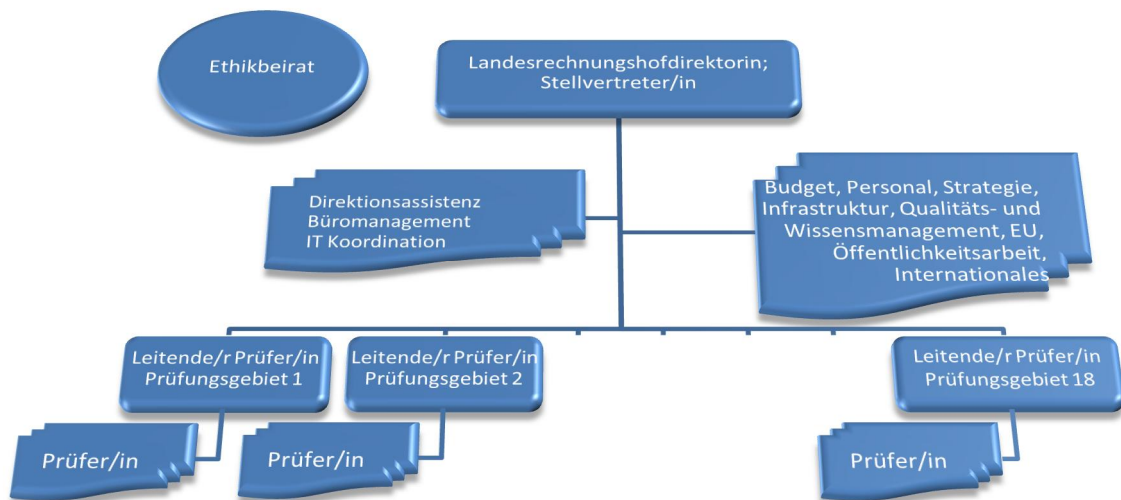 Ethikbeirat
Landesrechnungshofdirektorin;
Stellvertreter/in
Direktionsassistenz
Büromanagement
IT Koordination
Budget, Personal, Strategie,
Infrastruktur, Qualitäts- und
Wissensmanagement, EU,
Öffentlichkeitsarbeit,
Internationales
Leitende/r Prüfer/in
Prüfungsgebiet 1
Leitende/r Prüfer/in
Prüfungsgebiet 2
Leitende/r Prüfer/in
Prüfungsgebiet 18
Prüfer/in
Prüfer/in
Prüfer/in